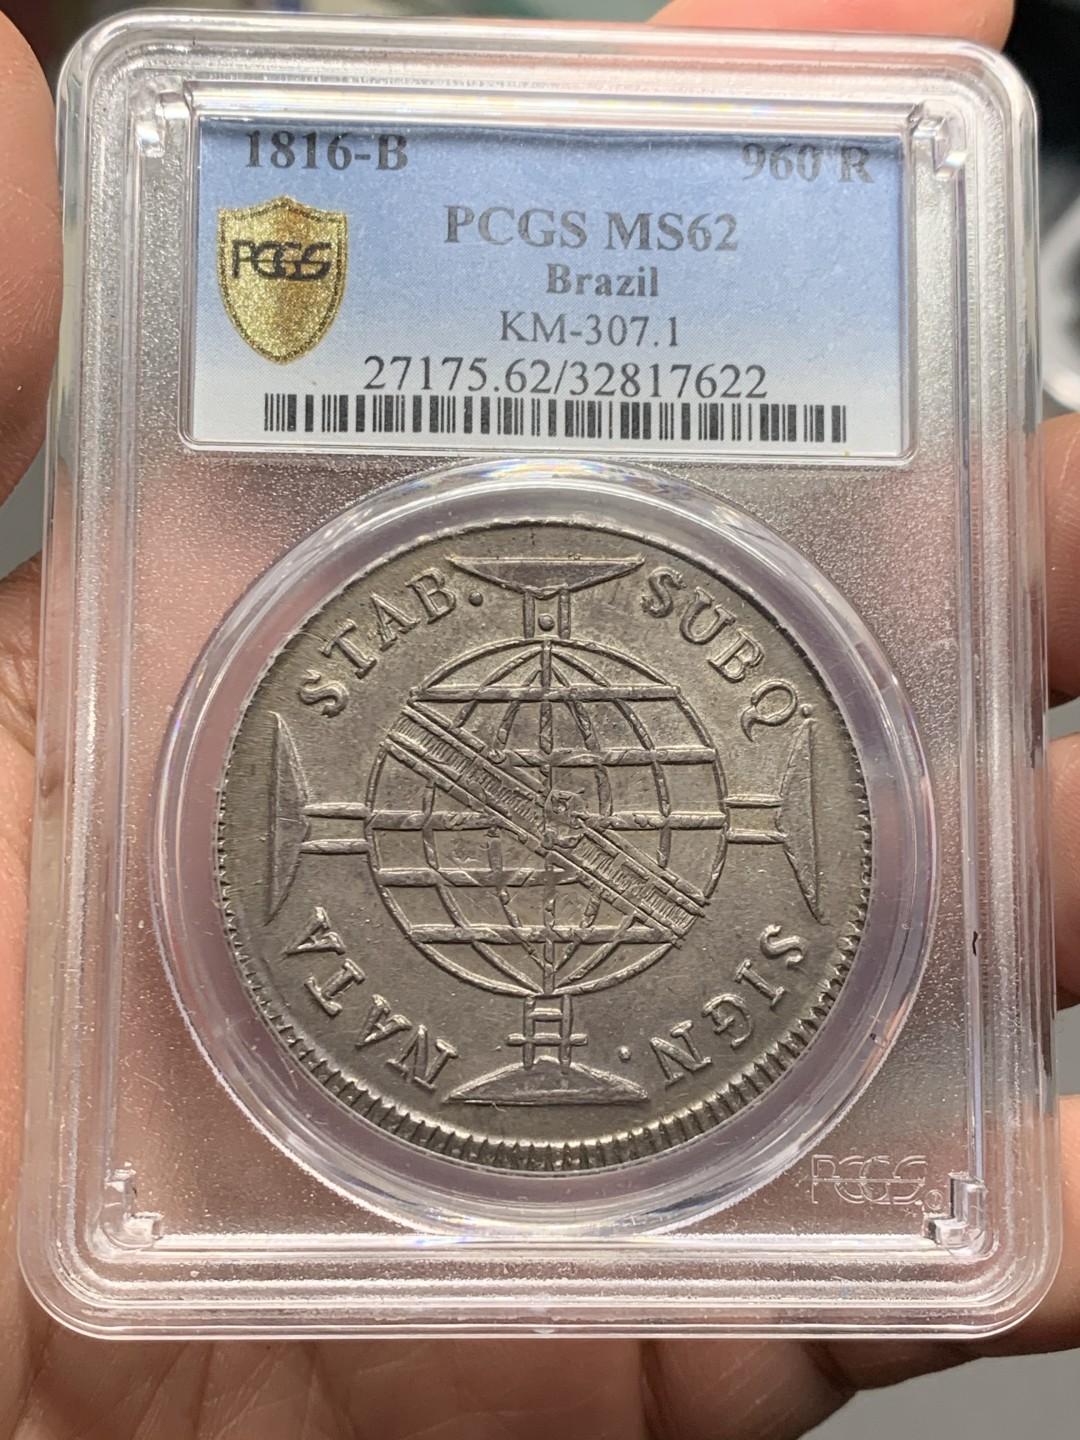 1816-B 960 R
PCGS MS62
PCGS
Brazil
KM-307.1
27175.62/32817622
STAB. SUBQ.
SIGN. NATA
PCGS